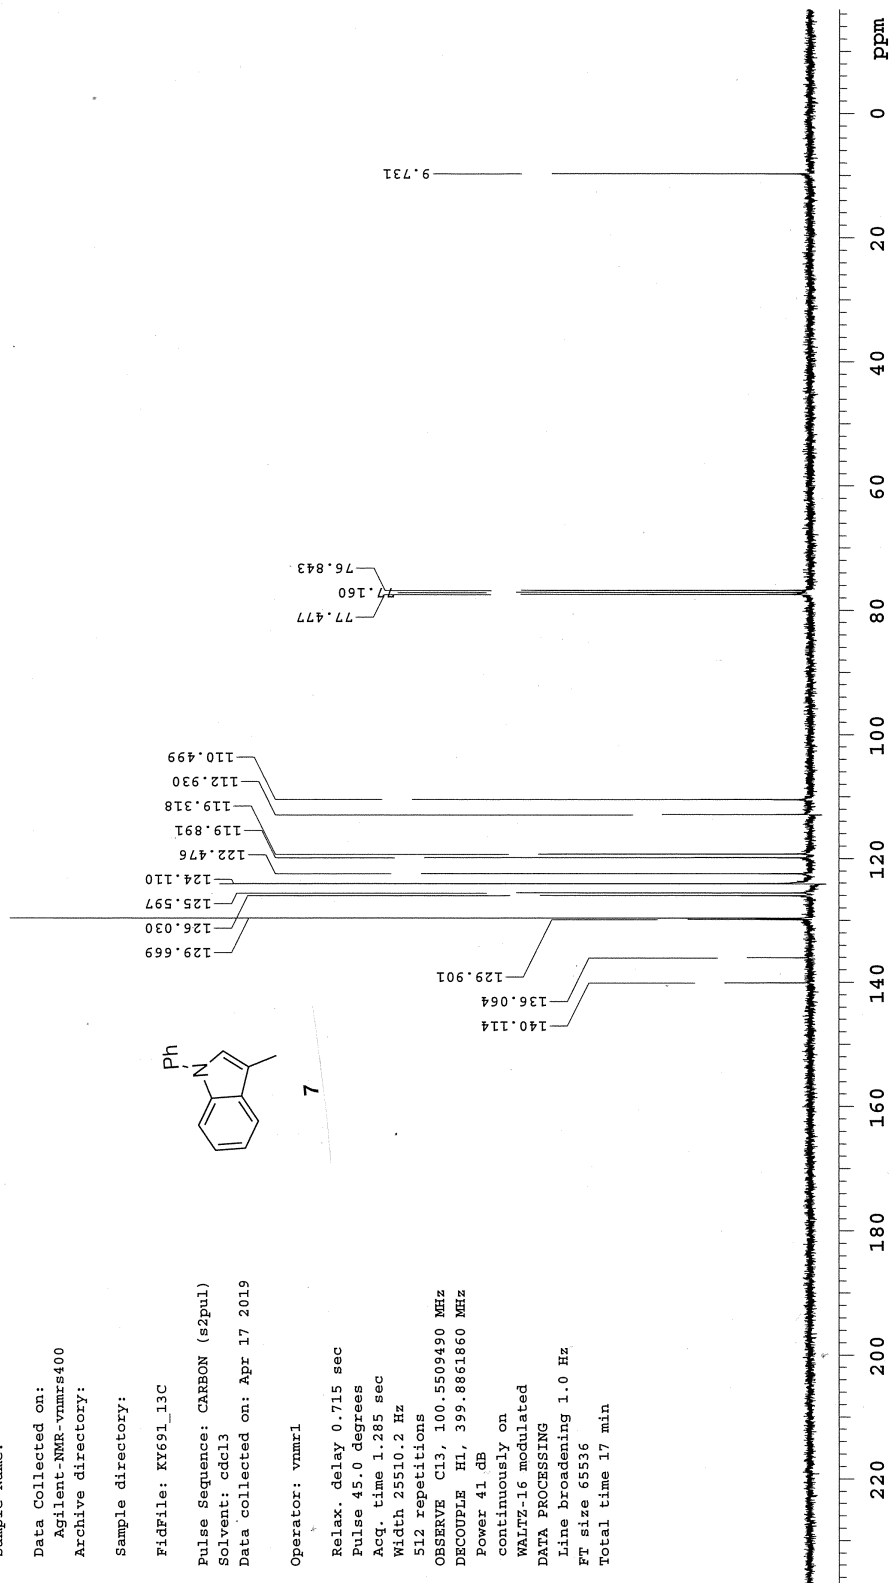 Data Collected on:
Agilent-NMR-vnmrs400
Archive directory:
Sample directory:
FidFile: KY691_13C
Pulse Sequence: CARBON (s2pul)
Solvent: cdcl3
Data collected on: Apr 17 2019
Operator: vnmr1
Relax. delay 0.715 sec
Pulse 45.0 degrees
Acq. time 1.285 sec
Width 25510.2 Hz
512 repetitions
OBSERVE C13, 100.5509490 MHz
DECOUPLE H1, 399.8861860 MHz
Power 41 dB
continuously on
WALTZ-16 modulated
DATA PROCESSING
Line broadening 1.0 Hz
FT size 65536
Total time 17 min
Ph
N
7
140.114
136.064
129.901
129.669
126.030
125.597
124.110
122.476
119.891
119.318
112.930
110.499
77.477
77.160
76.843
9.731
220 200 180 160 140 120 100 80 60 40 20 0 ppm